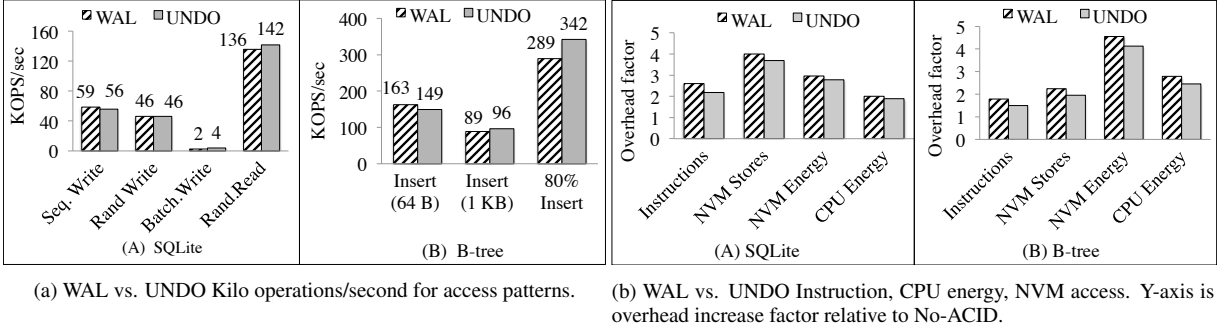 WAL UNDO
KOPS/sec
160
120
80
40
0
59 56
46 46
2 4
136 142
Seq. Write
Rand Write
Batch.Write
Rand.Read
(A) SQLite
WAL UNDO
KOPS/sec
400
300
200
100
0
163 149
89 96
289 342
Insert
(64 B)
Insert
(1 KB)
80%
Insert
(B) B-tree
WAL UNDO
Overhead factor
5
4
3
2
1
0
Instructions
NVM Stores
NVM Energy
CPU Energy
(A) SQLite
WAL UNDO
Overhead factor
5
4
3
2
1
0
Instructions
NVM Stores
NVM Energy
CPU Energy
(B) B-tree
(a) WAL vs. UNDO Kilo operations/second for access patterns.
(b) WAL vs. UNDO Instruction, CPU energy, NVM access. Y-axis is
overhead increase factor relative to No-ACID.